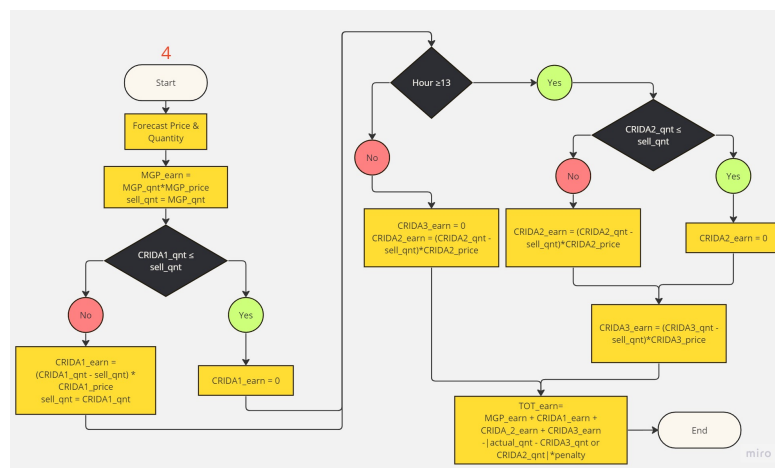 4
Start
Forecast Price &
Quantity
MGP_earn =
MGP_qnt*MGP_price
sell_qnt = MGP_qnt
CRIDA1_qnt ≤
sell_qnt
No
Yes
CRIDA1_earn =
(CRIDA1_qnt - sell_qnt) *
CRIDA1_price
sell_qnt = CRIDA1_qnt
CRIDA1_earn = 0
Hour ≥13
No
Yes
CRIDA3_earn = 0
CRIDA2_earn = (CRIDA2_qnt -
sell_qnt)*CRIDA2_price
CRIDA2_qnt ≤
sell_qnt
No
Yes
CRIDA2_earn = (CRIDA2_qnt -
sell_qnt)*CRIDA2_price
CRIDA2_earn = 0
CRIDA3_earn = (CRIDA3_qnt -
sell_qnt)*CRIDA3_price
TOT_earn=
MGP_earn + CRIDA1_earn +
CRIDA_2_earn + CRIDA3_earn
-|actual_qnt - CRIDA3_qnt or
CRIDA2_qnt|*penalty
End
miro